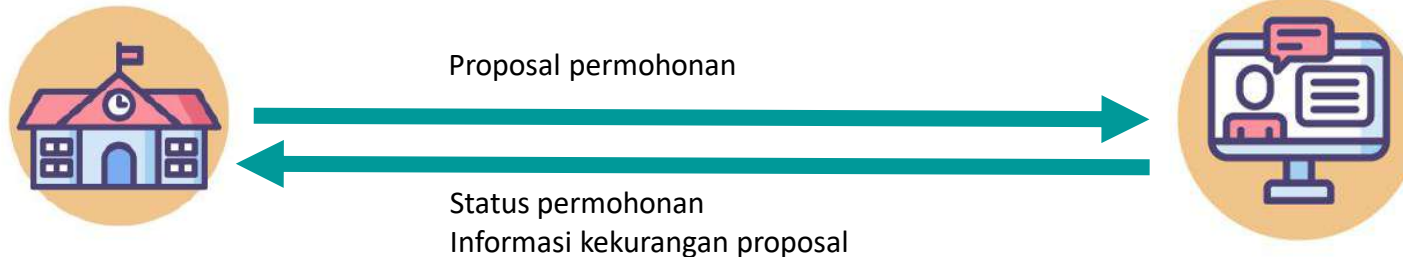 Proposal permohonan
Status permohonan
Informasi kekurangan proposal